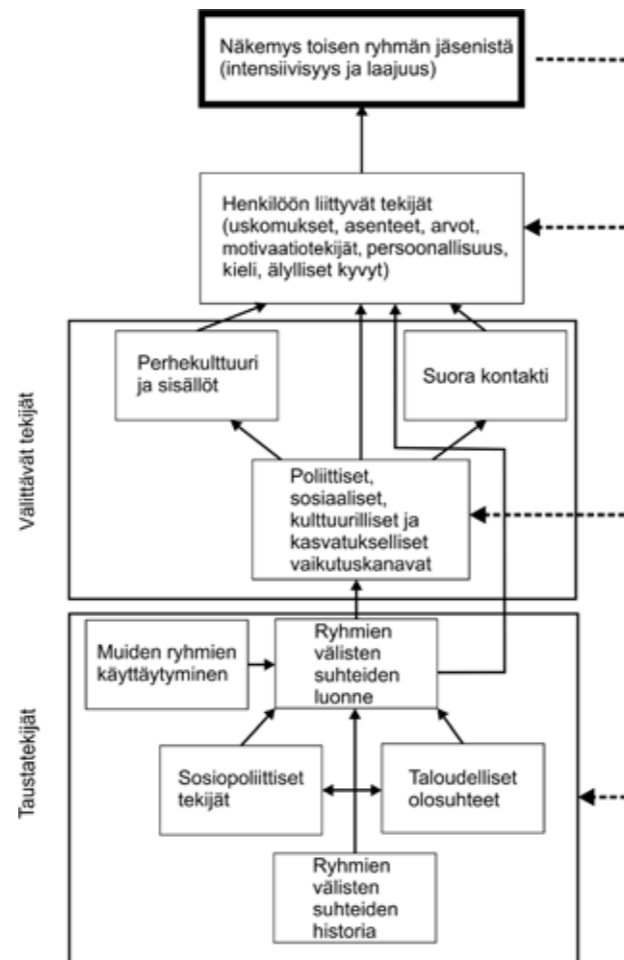 Näkemys toisen ryhmän jäsenistä
(intensiivisyys ja laajuus)
Henkilöön liittyvät tekijät
(uskomukset, asenteet, arvot,
motivaatiotekijät, persoonallisuus,
kieli, älylliset kyvyt)
Välittävät tekijät
Perhekulttuuri
ja sisällöt
Suora kontakti
Poliittiset,
sosiaaliset,
kulttuurilliset ja
kasvatukselliset
vaikutuskanavat
Taustatekijät
Muiden ryhmien
käyttäytyminen
Ryhmien
välisten
suhteiden
luonne
Sosiopoliittiset
tekijät
Taloudelliset
olosuhteet
Ryhmien
välisten
suhteiden
historia